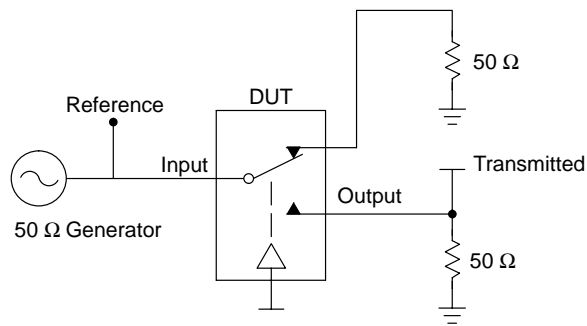 50 Ω
DUT
Reference
Input
Transmitted
Output
50 Ω Generator
50 Ω